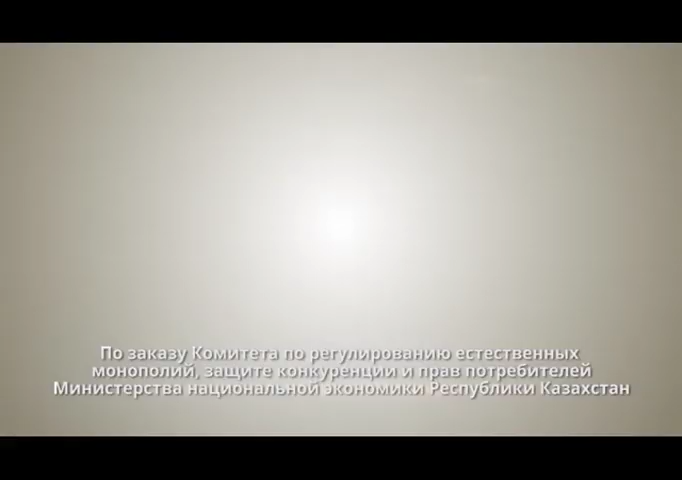 По заказу Комитета по регулированию естественных
монополий, защите конкуренции и прав потребителей
Министерства национальной экономики Республики Казахстан